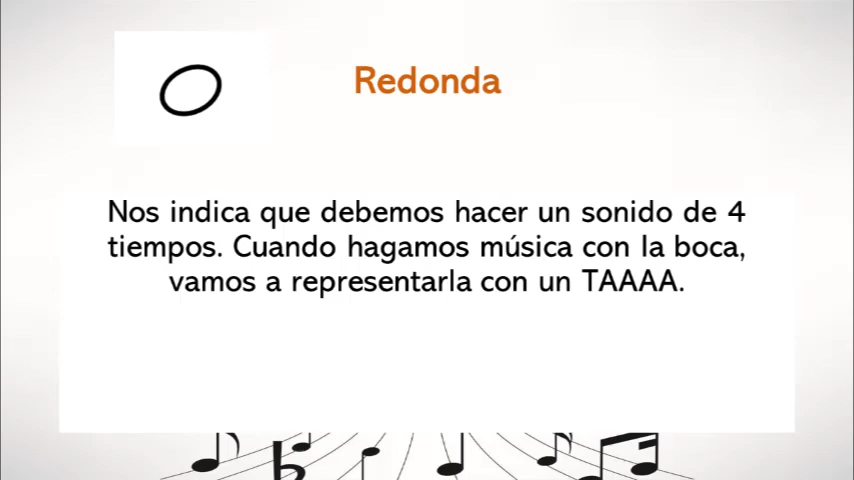 Redonda
Nos indica que debemos hacer un sonido de 4
tiempos. Cuando hagamos música con la boca,
vamos a representarla con un TAAAA.